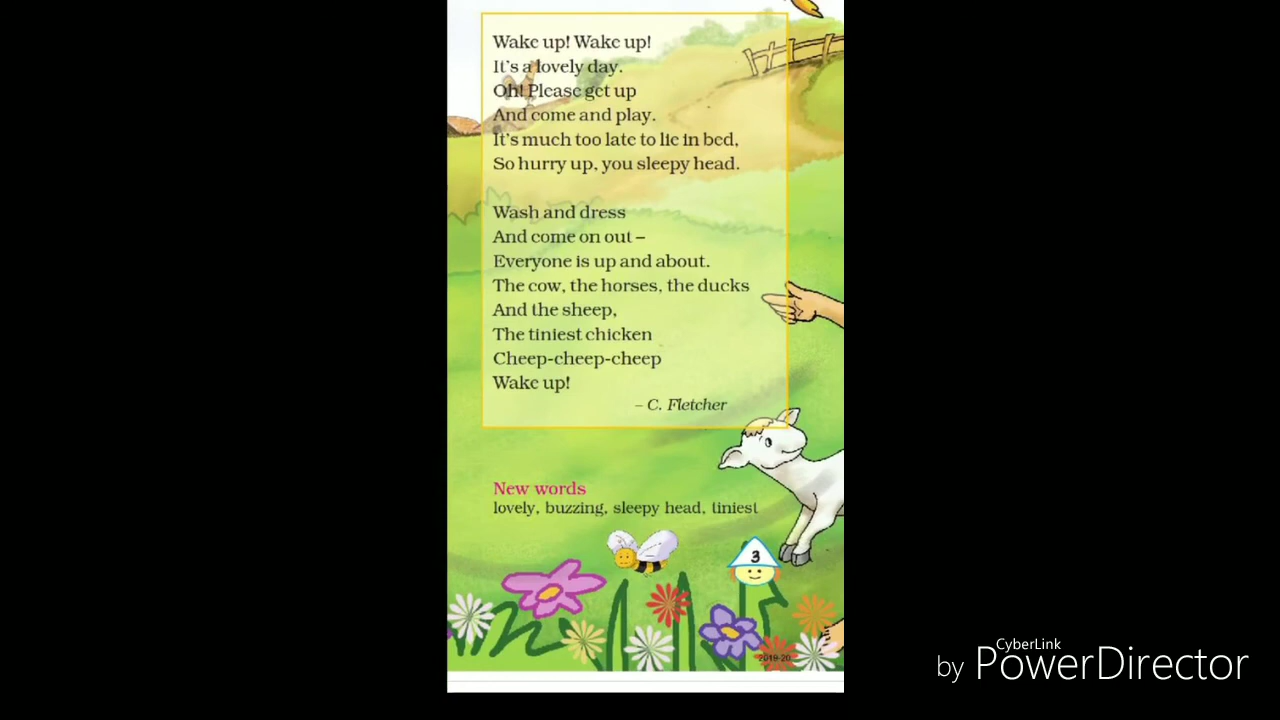 Wake up! Wake up!
It's a lovely day.
Oh! Please get up
And come and play.
It's much too late to lie in bed,
So hurry up, you sleepy head.
Wash and dress
And come on out –
Everyone is up and about.
The cow, the horses, the ducks
And the sheep,
The tiniest chicken
Cheep-cheep-cheep
Wake up!
– C. Fletcher
New words
lovely, buzzing, sleepy head, tiniest
3
2019-20
CyberLink
by PowerDirector